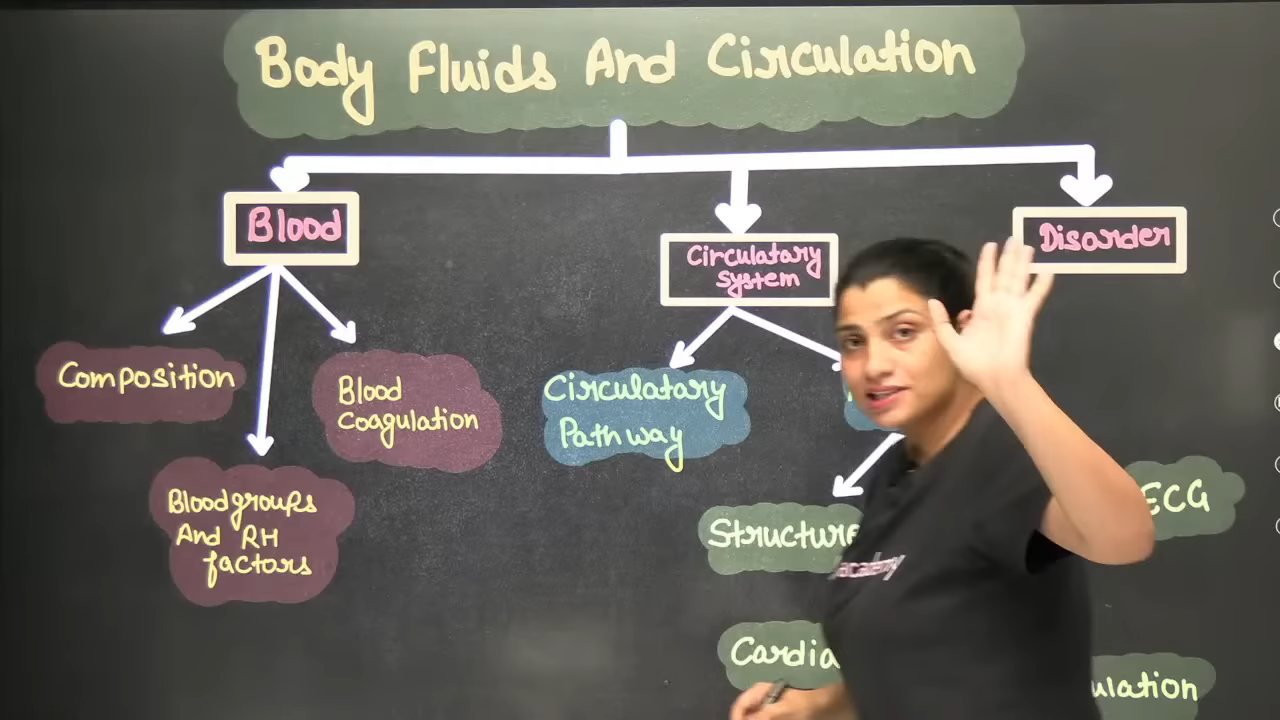 Body Fluids And Circulation
Blood
Circulatary
System
Disorder
Composition
Blood
Coagulation
Circulatary
Pathway
Bloodgroups
And RH
factors
Structure
ECG
academy
Cardia
ulation